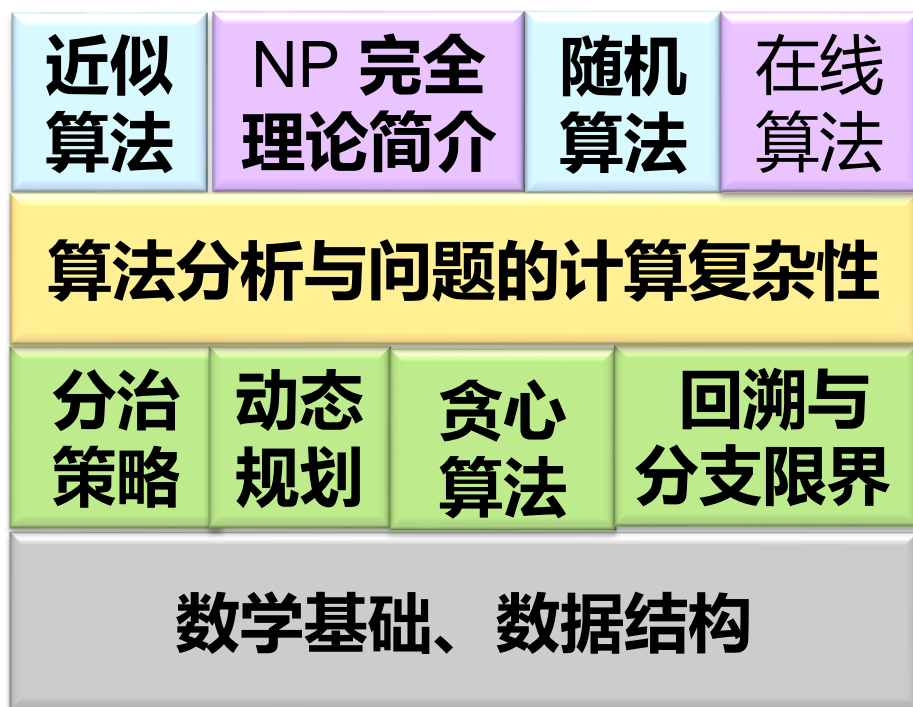 近似
算法
NP 完全
理论简介
随机
算法
在线
算法
算法分析与问题的计算复杂性
分治
策略
动态
规划
贪心
算法
回溯与
分支限界
数学基础、数据结构